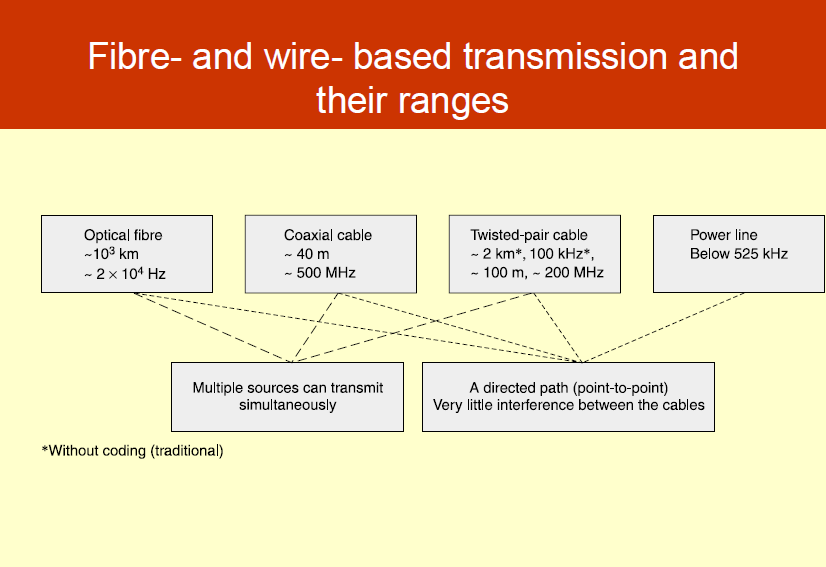 Fibre- and wire- based transmission and
their ranges
Optical fibre
~10³ km
~ 2 × 10⁴ Hz
Coaxial cable
~ 40 m
~ 500 MHz
Twisted-pair cable
~ 2 km*, 100 kHz*,
~ 100 m, ~ 200 MHz
Power line
Below 525 kHz
Multiple sources can transmit
simultaneously
A directed path (point-to-point)
Very little interference between the cables
*Without coding (traditional)